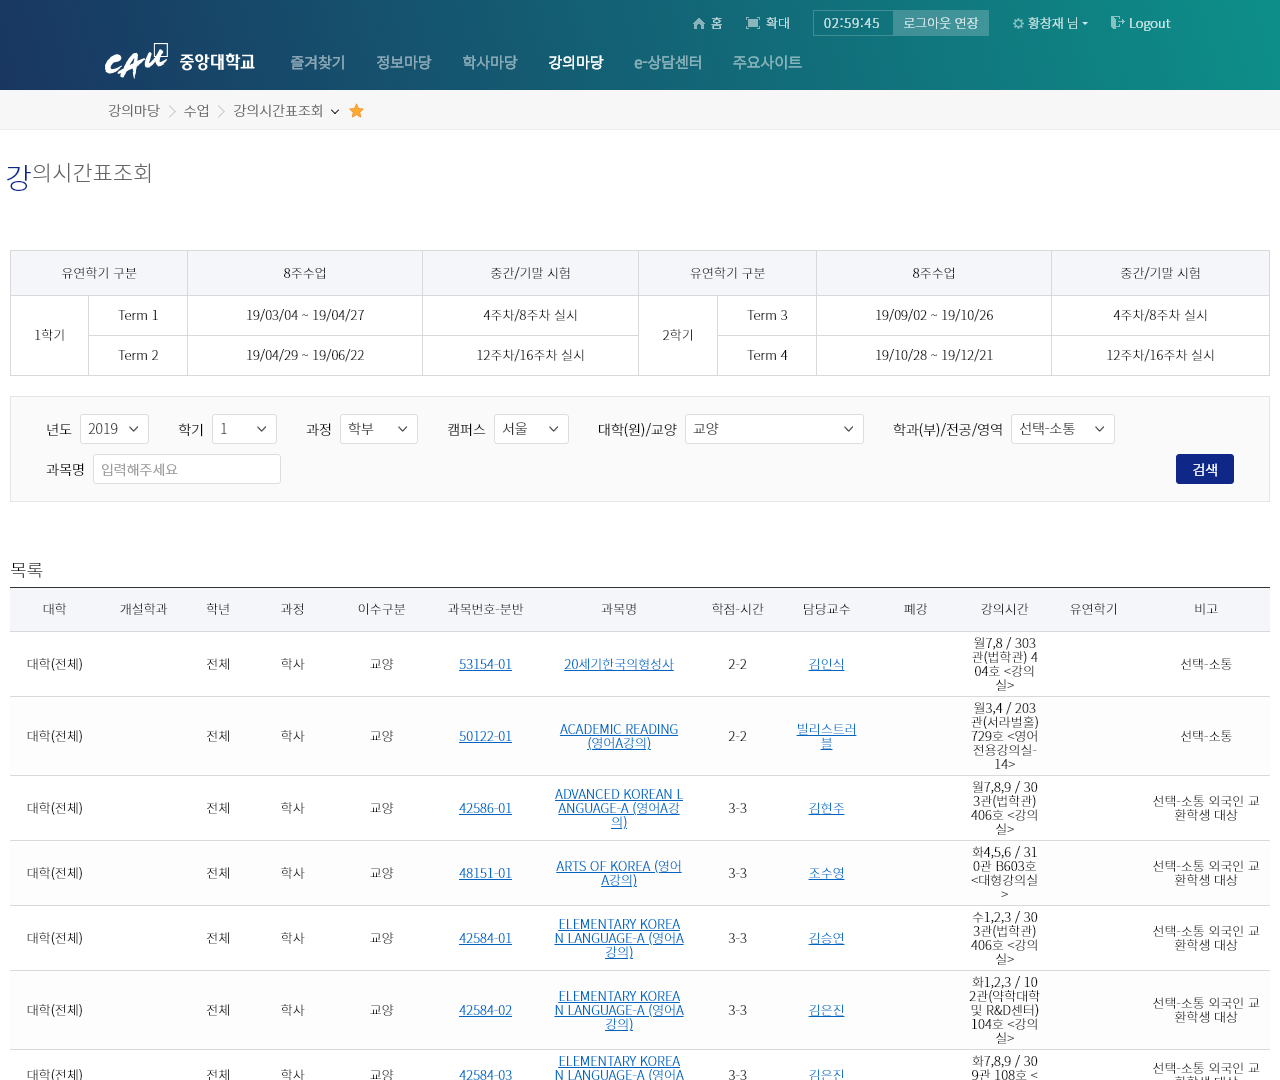 홈 확대 02:59:45 로그아웃 연장 황창재 님 Logout
CAU 중앙대학교 즐겨찾기 정보마당 학사마당 강의마당 e-상담센터 주요사이트
강의마당 수업 강의시간표조회
강의시간표조회
유연학기 구분 8주수업 중간/기말 시험 유연학기 구분 8주수업 중간/기말 시험
1학기 Term 1 19/03/04 ~ 19/04/27 4주차/8주차 실시 2학기 Term 3 19/09/02 ~ 19/10/26 4주차/8주차 실시
Term 2 19/04/29 ~ 19/06/22 12주차/16주차 실시 Term 4 19/10/28 ~ 19/12/21 12주차/16주차 실시
년도 2019 학기 1 과정 학부 캠퍼스 서울 대학(원)/교양 교양 학과(부)/전공/영역 선택-소통
과목명 입력해주세요 검색
목록
대학 개설학과 학년 과정 이수구분 과목번호-분반 과목명 학점-시간 담당교수 폐강 강의시간 유연학기 비고
대학(전체) 전체 학사 교양 53154-01 20세기한국의형성사 2-2 김인식
월7,8 / 303
관(법학관) 4
04호 <강의
실>
선택-소통
대학(전체) 전체 학사 교양 50122-01
ACADEMIC READING
(영어A강의)
2-2
빌리스트러
블
월3,4 / 203
관(서라벌홀)
729호 <영어
전용강의실-
14>
선택-소통
대학(전체) 전체 학사 교양 42586-01
ADVANCED KOREAN L
ANGUAGE-A (영어A강
의)
3-3 김현주
월7,8,9 / 30
3관(법학관)
406호 <강의
실>
선택-소통 외국인 교
환학생 대상
대학(전체) 전체 학사 교양 48151-01
ARTS OF KOREA (영어
A강의)
3-3 조수영
화4,5,6 / 31
0관 B603호
<대형강의실
>
선택-소통 외국인 교
환학생 대상
대학(전체) 전체 학사 교양 42584-01
ELEMENTARY KOREA
N LANGUAGE-A (영어A
강의)
3-3 김승연
수1,2,3 / 30
3관(법학관)
406호 <강의
실>
선택-소통 외국인 교
환학생 대상
대학(전체) 전체 학사 교양 42584-02
ELEMENTARY KOREA
N LANGUAGE-A (영어A
강의)
3-3 김은진
화1,2,3 / 10
2관(약학대학
및 R&D센터)
104호 <강의
실>
선택-소통 외국인 교
환학생 대상
대학(전체) 전체 학사 교양 42584-03
ELEMENTARY KOREA
N LANGUAGE-A (영어A
3-3 김은진
화7,8,9 / 30
9관 108호 <
선택-소통 외국인 교
환학생 대상